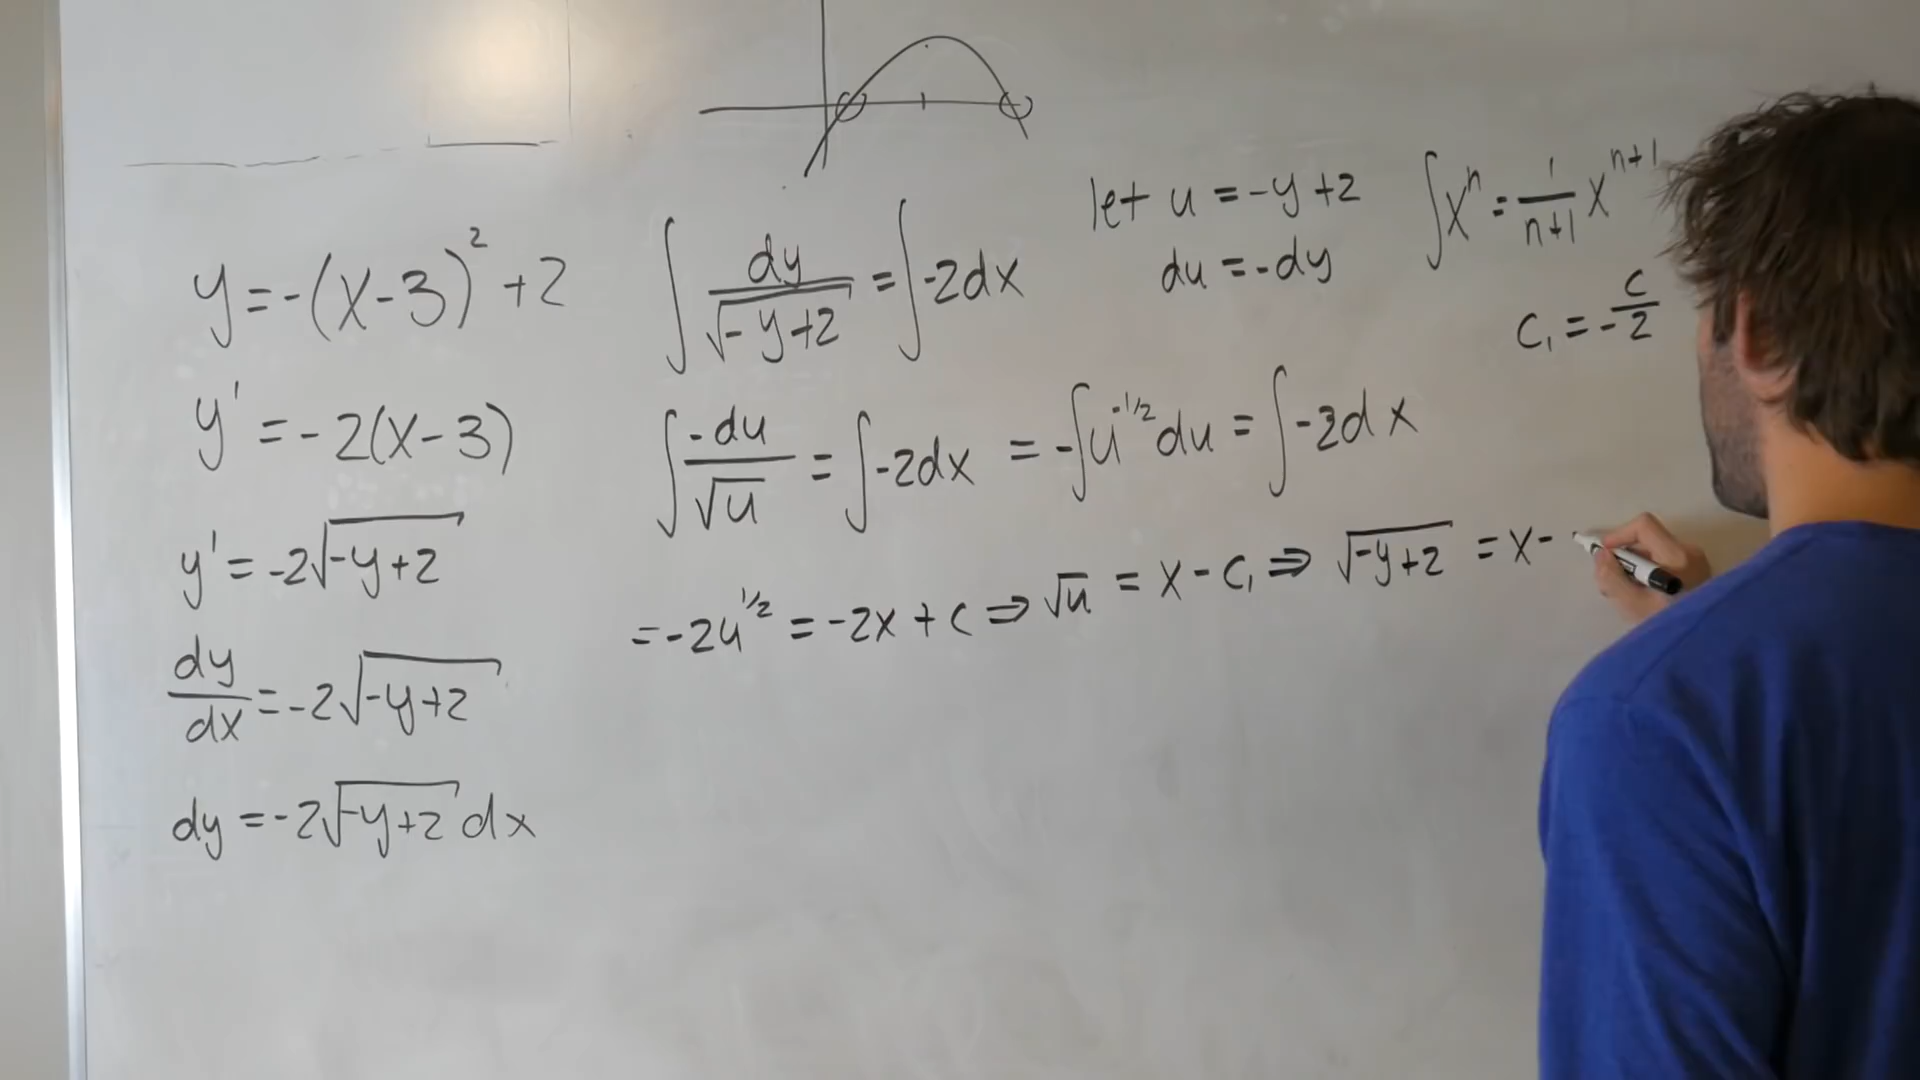 y = -(x-3)² + 2
y' = -2(x-3)
y' = -2√(-y+2)
dy/dx = -2√(-y+2)
dy = -2√(-y+2) dx
∫ dy/√(-y+2) = ∫ -2dx
let u = -y+2
du = -dy
∫xⁿ = 1/(n+1) xⁿ⁺¹
c₁ = -c/2
∫ -du/√u = ∫ -2dx = -∫u^(-1/2) du = ∫ -2dx
= -2u^(1/2) = -2x + c ⇒ √u = x - c₁ ⇒ √(-y+2) = x -